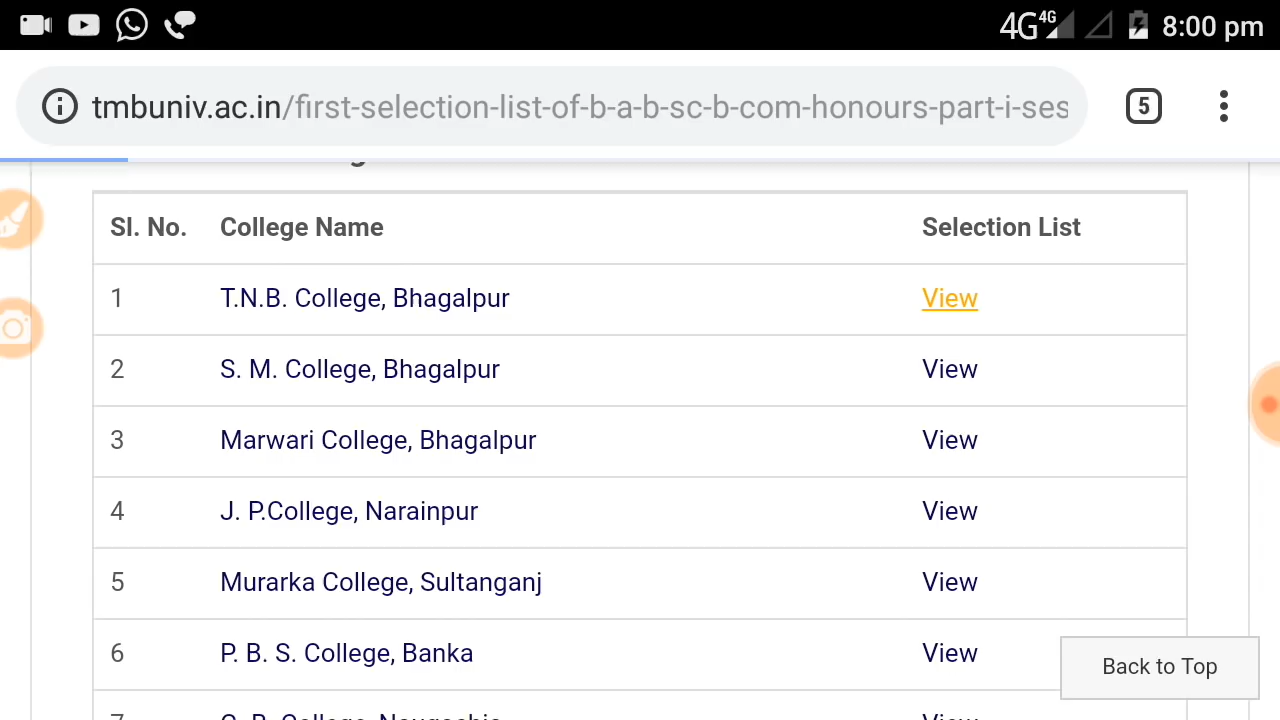 4G 4G 8:00 pm
tmbuniv.ac.in/first-selection-list-of-b-a-b-sc-b-com-honours-part-i-ses
5
Sl. No. College Name Selection List
1 T.N.B. College, Bhagalpur View
2 S. M. College, Bhagalpur View
3 Marwari College, Bhagalpur View
4 J. P.College, Narainpur View
5 Murarka College, Sultanganj View
6 P. B. S. College, Banka View
Back to Top